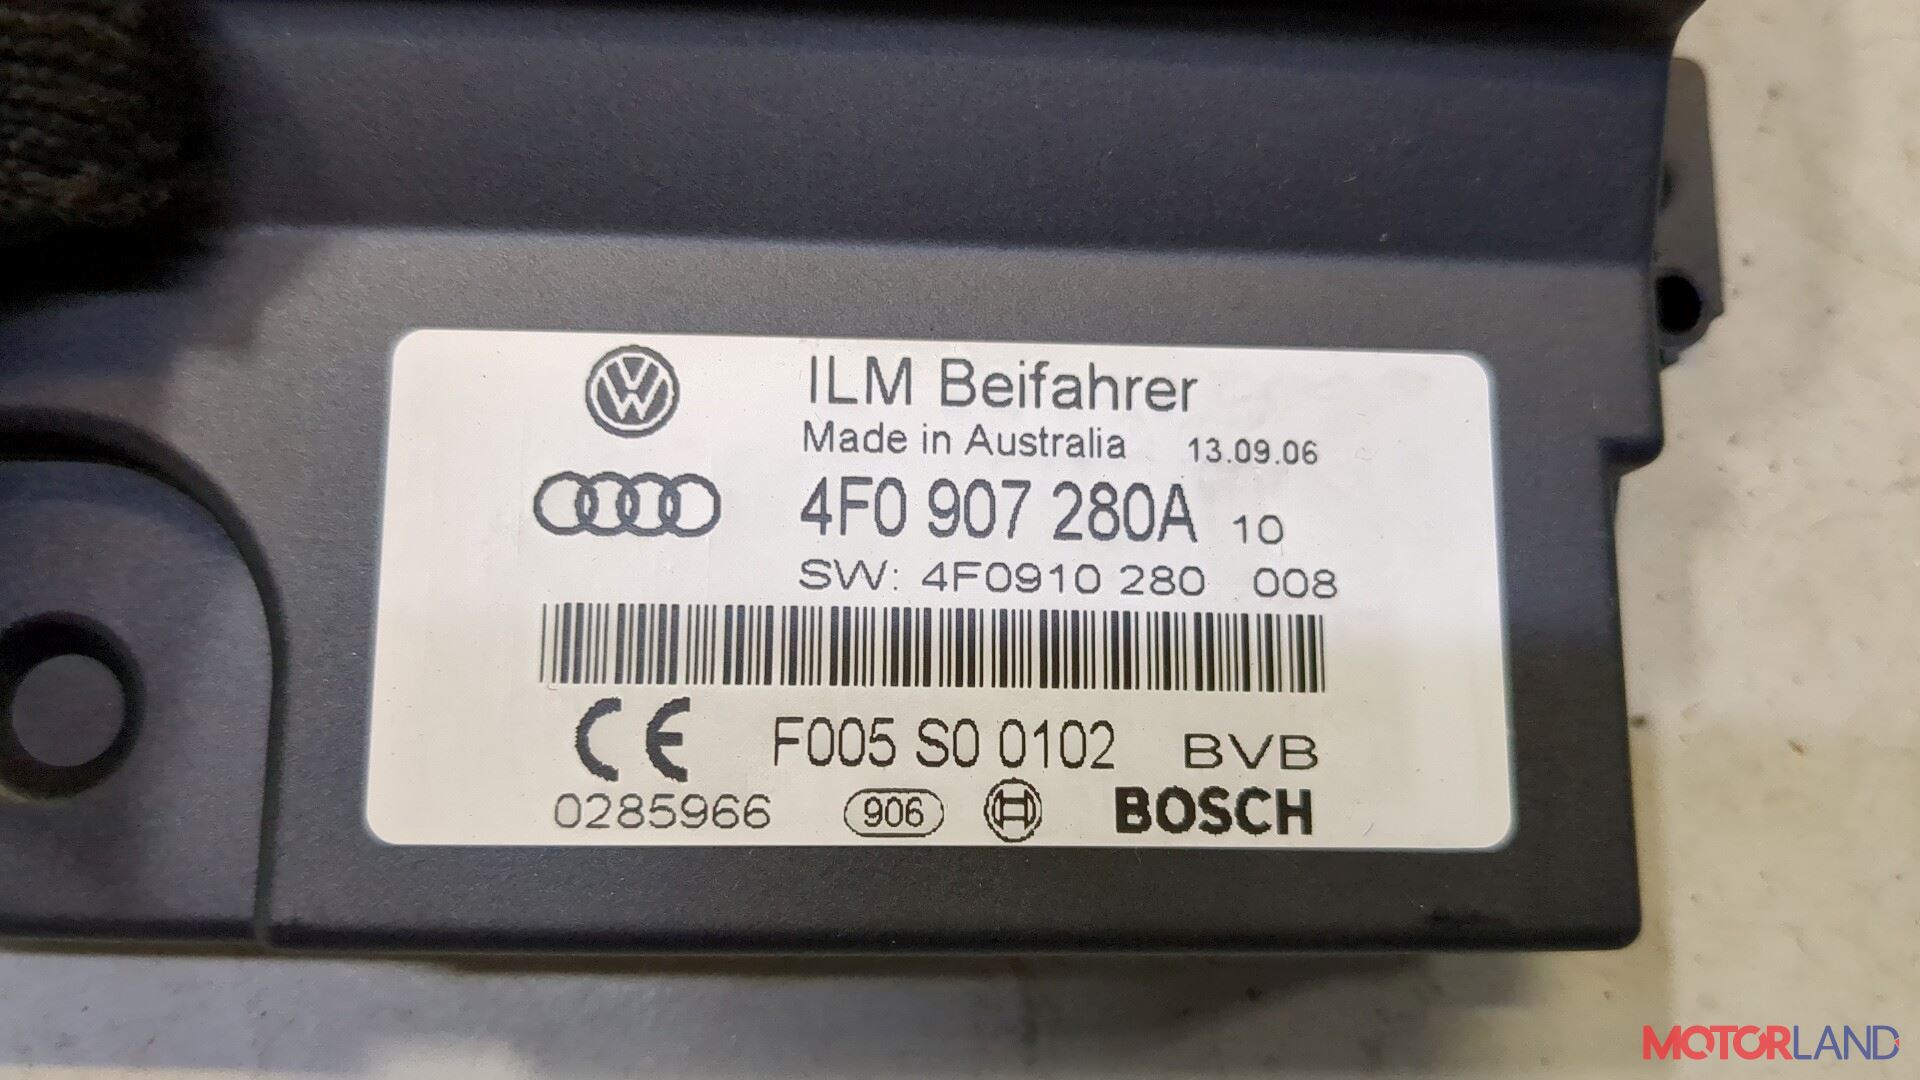 ILM Beifahrer
Made in Australia 13.09.06
4F0 907 280A 10
SW: 4F0910 280 008
F005 S0 0102 BVB
0285966 906 BOSCH
MOTORLAND